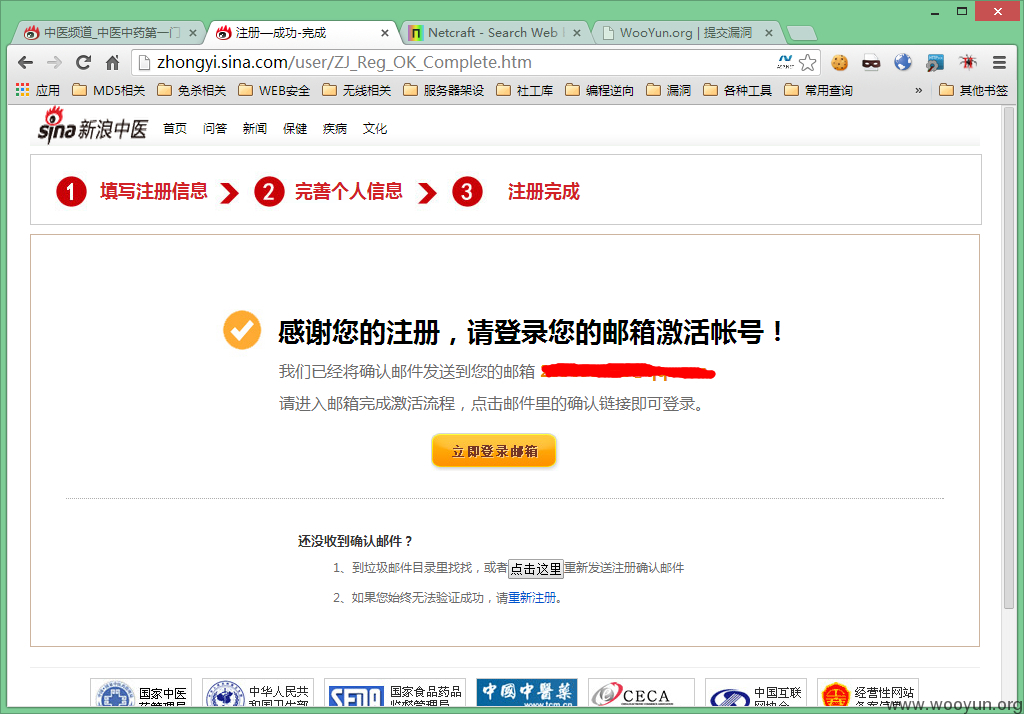 中医频道_中医中药第一门
注册—成功-完成
Netcraft - Search Web
WooYun.org | 提交漏洞
zhongyi.sina.com/user/ZJ_Reg_OK_Complete.htm
应用 MD5相关 免杀相关 WEB安全 无线相关 服务器架设 社工库 编程逆向 漏洞 各种工具 常用查询 » 其他书签
sina新浪中医 首页 问答 新闻 保健 疾病 文化
1 填写注册信息 2 完善个人信息 3 注册完成
感谢您的注册，请登录您的邮箱激活帐号！
我们已经将确认邮件发送到您的邮箱
请进入邮箱完成激活流程，点击邮件里的确认链接即可登录。
立即登录邮箱
还没收到确认邮件？
1、到垃圾邮件目录里找找，或者点击这里重新发送注册确认邮件
2、如果您始终无法验证成功，请重新注册。
国家中医药管理局
中华人民共和国卫生部
国家食品药品监督管理局
中國中醫藥
www.tcm.cn
CECA
中国互联网协会
经营性网站备案信息
www.wooyun.org